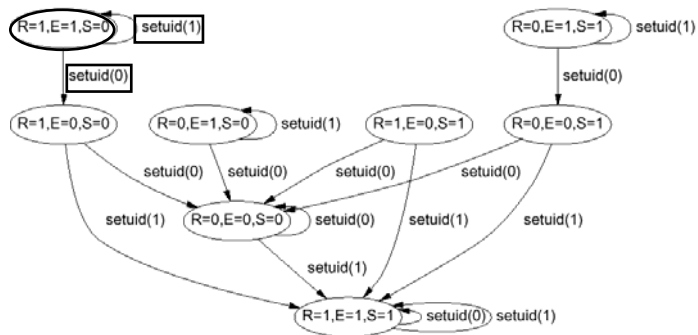 R=1,E=1,S=0
setuid(1)
R=0,E=1,S=1
setuid(1)
setuid(0)
setuid(0)
R=1,E=0,S=0
R=0,E=1,S=0
setuid(1)
R=1,E=0,S=1
R=0,E=0,S=1
setuid(0)
setuid(0)
setuid(0)
setuid(0)
setuid(1)
R=0,E=0,S=0
setuid(0)
setuid(1)
setuid(1)
setuid(1)
R=1,E=1,S=1
setuid(0)
setuid(1)